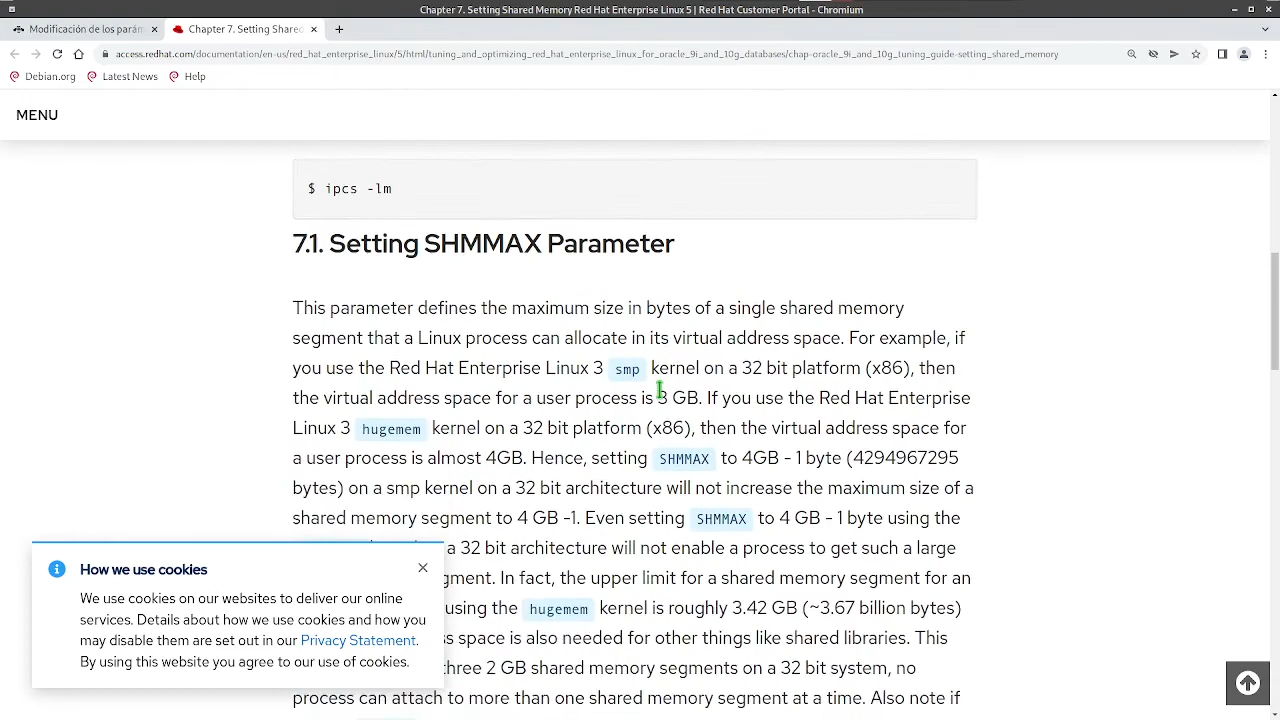 Chapter 7. Setting Shared Memory Red Hat Enterprise Linux 5 | Red Hat Customer Portal - Chromium
Modificación de los parám
Chapter 7. Setting Shared
access.redhat.com/documentation/en-us/red_hat_enterprise_linux/5/html/tuning_and_optimizing_red_hat_enterprise_linux_for_oracle_9i_and_10g_databases/chap-oracle_9i_and_10g_tuning_guide-setting_shared_memory
Debian.org
Latest News
Help
MENU
$ ipcs -lm
7.1. Setting SHMMAX Parameter
This parameter defines the maximum size in bytes of a single shared memory
segment that a Linux process can allocate in its virtual address space. For example, if
you use the Red Hat Enterprise Linux 3 smp kernel on a 32 bit platform (x86), then
the virtual address space for a user process is 3 GB. If you use the Red Hat Enterprise
Linux 3 hugemem kernel on a 32 bit platform (x86), then the virtual address space for
a user process is almost 4GB. Hence, setting SHMMAX to 4GB - 1 byte (4294967295
bytes) on a smp kernel on a 32 bit architecture will not increase the maximum size of a
shared memory segment to 4 GB -1. Even setting SHMMAX to 4 GB - 1 byte using the
a 32 bit architecture will not enable a process to get such a large
gment. In fact, the upper limit for a shared memory segment for an
using the hugemem kernel is roughly 3.42 GB (~3.67 billion bytes)
s space is also needed for other things like shared libraries. This
three 2 GB shared memory segments on a 32 bit system, no
process can attach to more than one shared memory segment at a time. Also note if
How we use cookies
We use cookies on our websites to deliver our online
services. Details about how we use cookies and how you
may disable them are set out in our Privacy Statement.
By using this website you agree to our use of cookies.